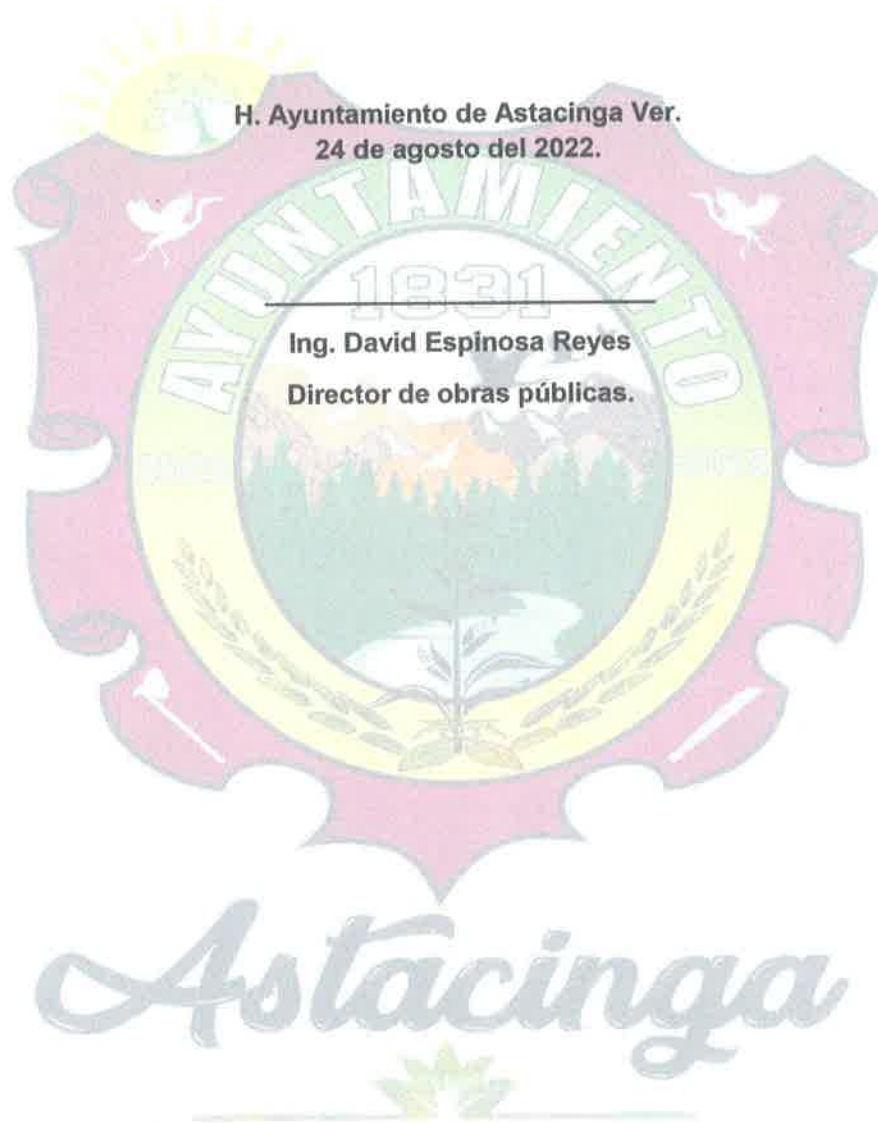 H. Ayuntamiento de Astacinga Ver.
24 de agosto del 2022.
AYUNTAMIENTO
1831
Ing. David Espinosa Reyes
Director de obras públicas.
Astacinga